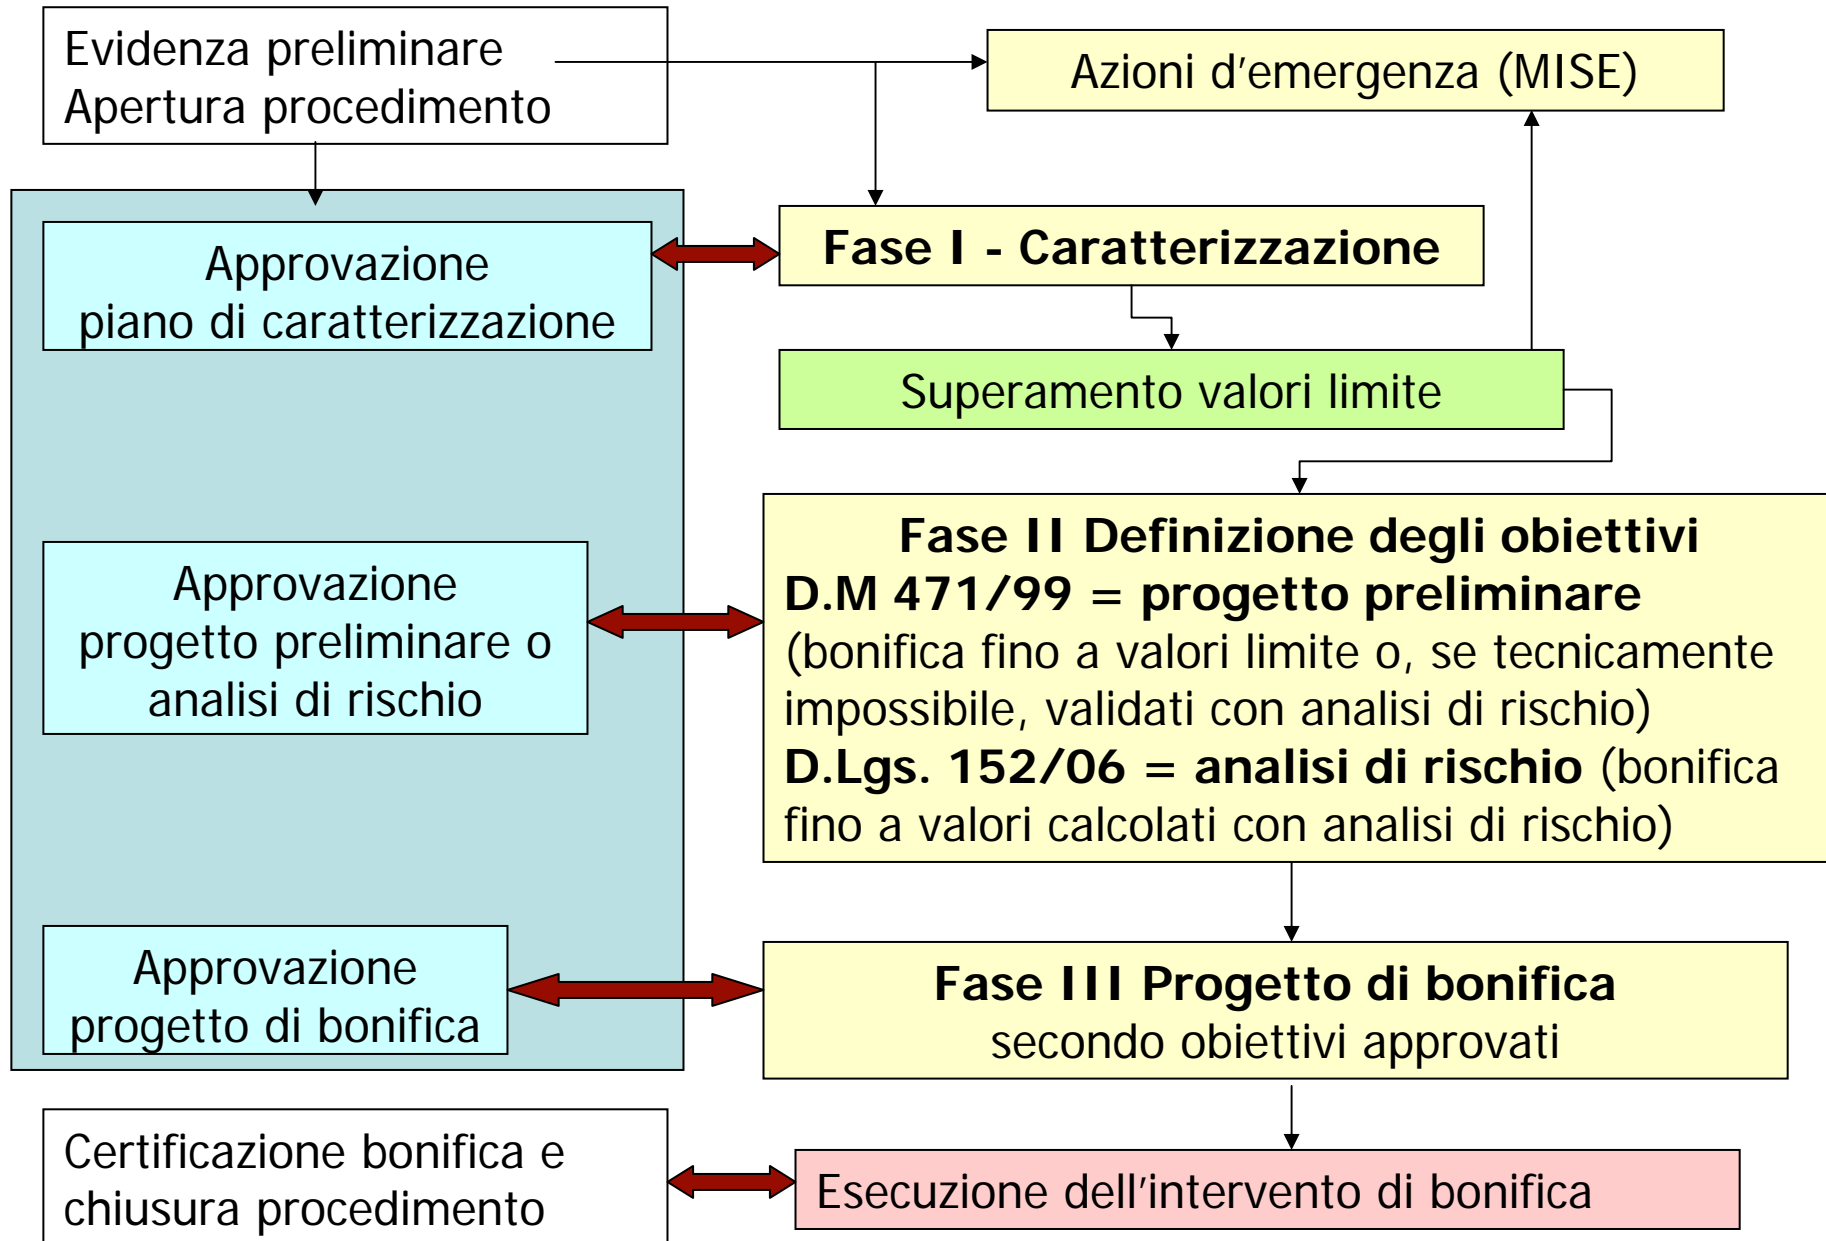 Evidenza preliminare
Apertura procedimento
Azioni d'emergenza (MISE)
Approvazione
piano di caratterizzazione
Fase I - Caratterizzazione
Superamento valori limite
Approvazione
progetto preliminare o
analisi di rischio
Fase II Definizione degli obiettivi
D.M 471/99 = progetto preliminare
(bonifica fino a valori limite o, se tecnicamente
impossibile, validati con analisi di rischio)
D.Lgs. 152/06 = analisi di rischio (bonifica
fino a valori calcolati con analisi di rischio)
Approvazione
progetto di bonifica
Fase III Progetto di bonifica
secondo obiettivi approvati
Certificazione bonifica e
chiusura procedimento
Esecuzione dell'intervento di bonifica